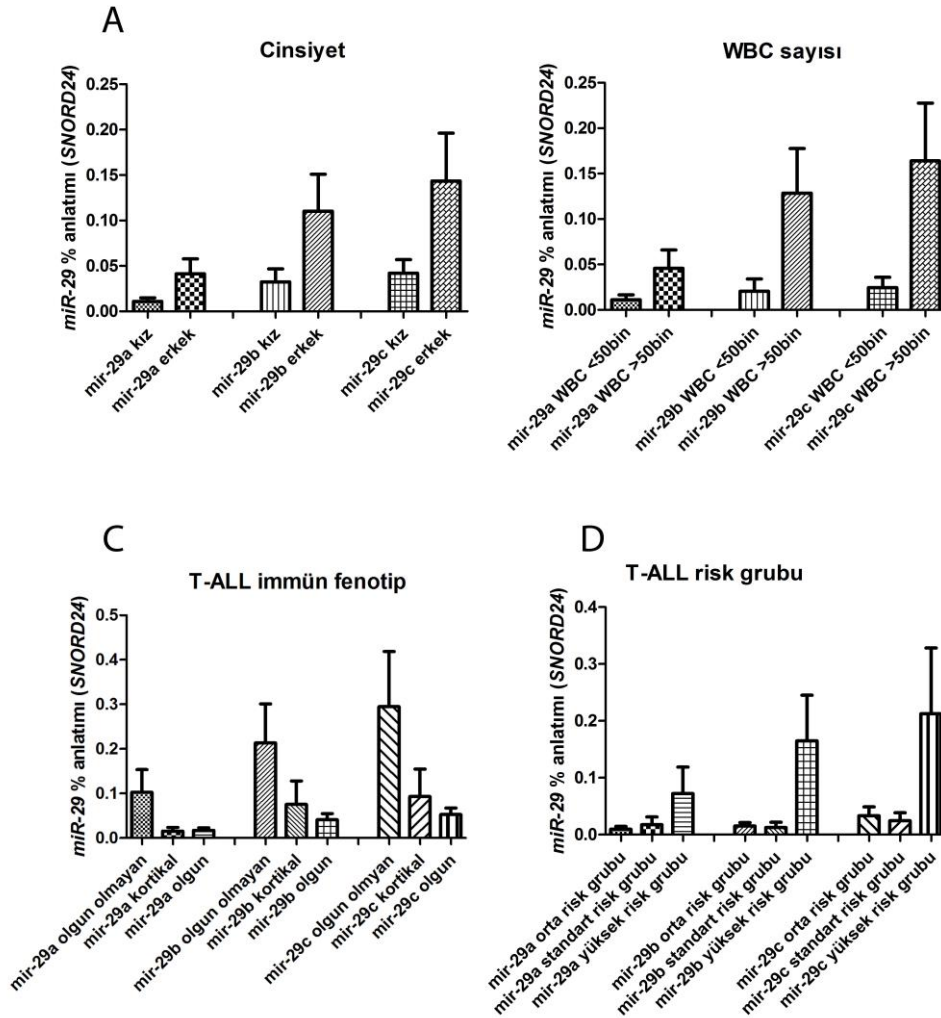 A
Cinsiyet
miR-29 % anlatımı (SNORD24)
0.25
0.20
0.15
0.10
0.05
0.00
mir-29a kız
mir-29a erkek
mir-29b kız
mir-29b erkek
mir-29c kız
mir-29c erkek
WBC sayısı
miR-29 % anlatımı (SNORD24)
0.25
0.20
0.15
0.10
0.05
0.00
mir-29a WBC <50bin
mir-29a WBC >50bin
mir-29b WBC <50bin
mir-29b WBC >50bin
mir-29c WBC <50bin
mir-29c WBC >50bin
C
T-ALL immün fenotip
miR-29 % anlatımı (SNORD24)
0.5
0.4
0.3
0.2
0.1
0.0
mir-29a olgun olmayan
mir-29a kortikal
mir-29a olgun
mir-29b olgun olmayan
mir-29b kortikal
mir-29b olgun
mir-29c olgun olmyan
mir-29c kortikal
mir-29c olgun
D
T-ALL risk grubu
miR-29 % anlatımı (SNORD24)
0.4
0.3
0.2
0.1
0.0
mir-29a orta risk grubu
mir-29a standart risk grubu
mir-29a yüksek risk grubu
mir-29b orta risk grubu
mir-29b standart risk grubu
mir-29b yüksek risk grubu
mir-29c orta risk grubu
mir-29c standart risk grubu
mir-29c yüksek risk grubu